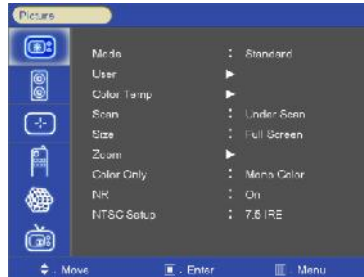 Picture
Mode : Standard
User
Color Temp
Scan : Under Scan
Size : Full Screen
Zoom
Color Only : Mono Color
NR : On
NTSC Setup : 7.5 IRE
: Move : Enter : Menu